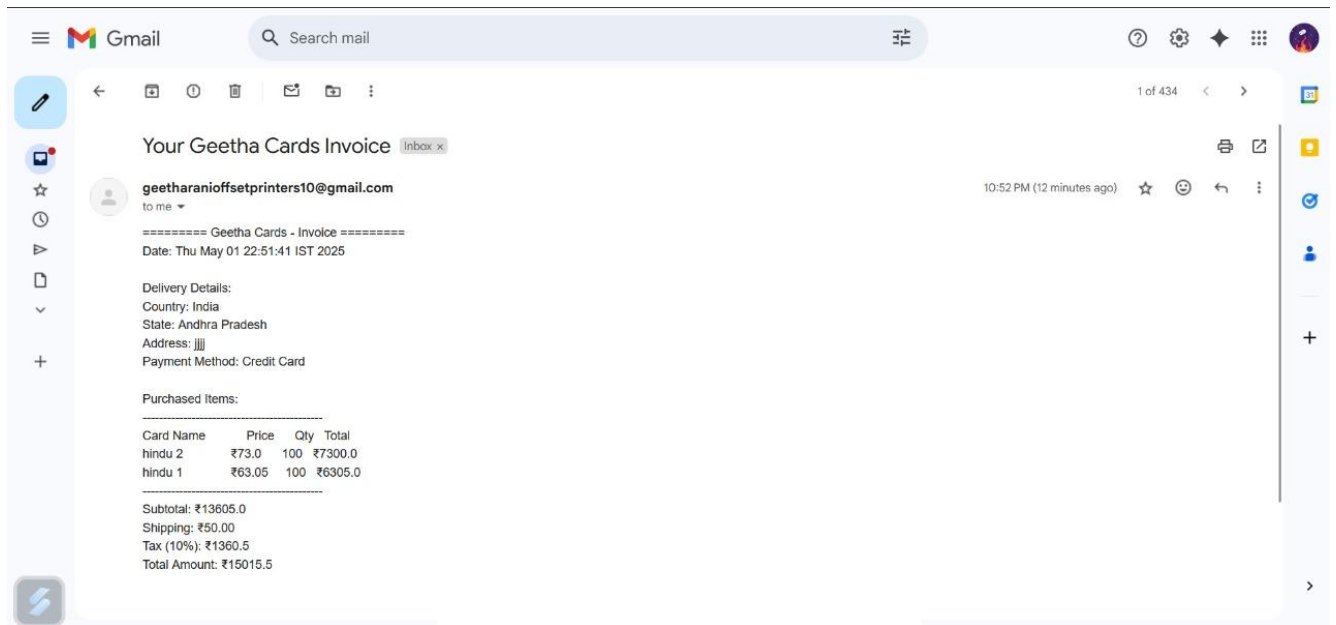 Gmail
Search mail
1 of 434
Your Geetha Cards Invoice Inbox x
geetharanioffsetprinters10@gmail.com 10:52 PM (12 minutes ago)
to me
========= Geetha Cards - Invoice =========
Date: Thu May 01 22:51:41 IST 2025
Delivery Details:
Country: India
State: Andhra Pradesh
Address: jjjj
Payment Method: Credit Card
Purchased Items:
--------------------------------------------
Card Name Price Qty Total
hindu 2 ₹73.0 100 ₹7300.0
hindu 1 ₹63.05 100 ₹6305.0
--------------------------------------------
Subtotal: ₹13605.0
Shipping: ₹50.00
Tax (10%): ₹1360.5
Total Amount: ₹15015.5
31